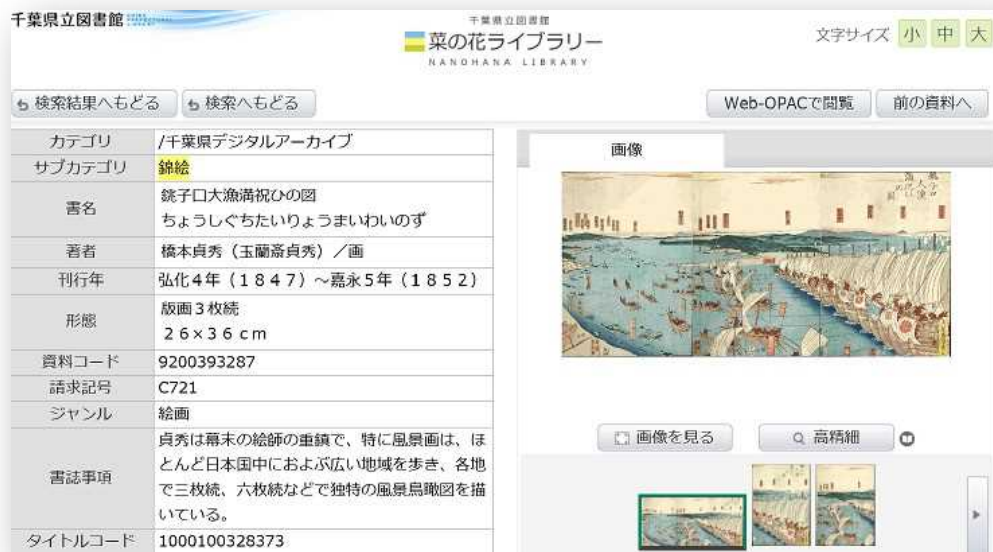 千葉県立図書館
千葉県立図書館
菜の花ライブラリー
NANOHANA LIBRARY
文字サイズ 小 中 大
検索結果へもどる 検索へもどる
Web-OPACで閲覧 前の資料へ
カテゴリ /千葉県デジタルアーカイブ
サブカテゴリ 錦絵
書名 銚子口大漁満祝ひの図
ちょうしぐちたいりょうまいわいのず
著者 橋本貞秀（玉蘭斎貞秀）／画
刊行年 弘化４年（１８４７）～嘉永５年（１８５２）
形態 版画３枚続
２６×３６ｃｍ
資料コード 9200393287
請求記号 C721
ジャンル 絵画
書誌事項 貞秀は幕末の絵師の重鎮で、特に風景画は、ほ
とんど日本国中におよぶ広い地域を歩き、各地
で三枚続、六枚続などで独特の風景鳥瞰図を描
いている。
タイトルコード 1000100328373
画像
画像を見る 高精細